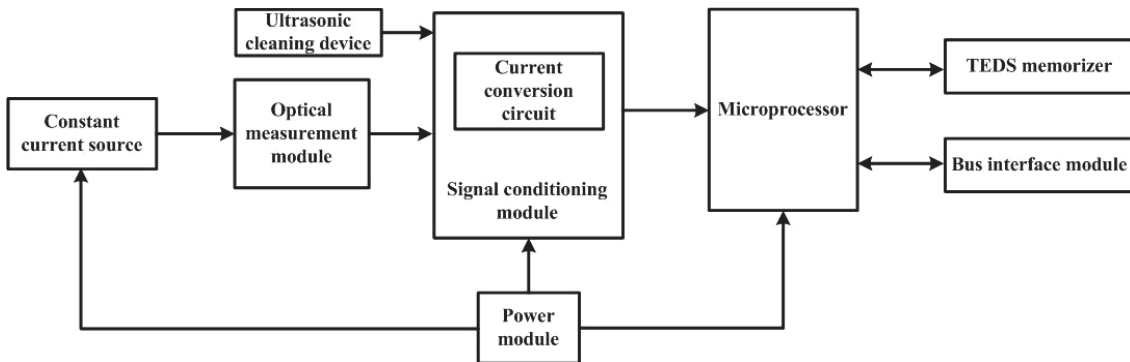 Ultrasonic
cleaning device
Constant
current source
Optical
measurement
module
Current
conversion
circuit
Signal conditioning
module
Microprocessor
TEDS memorizer
Bus interface module
Power
module